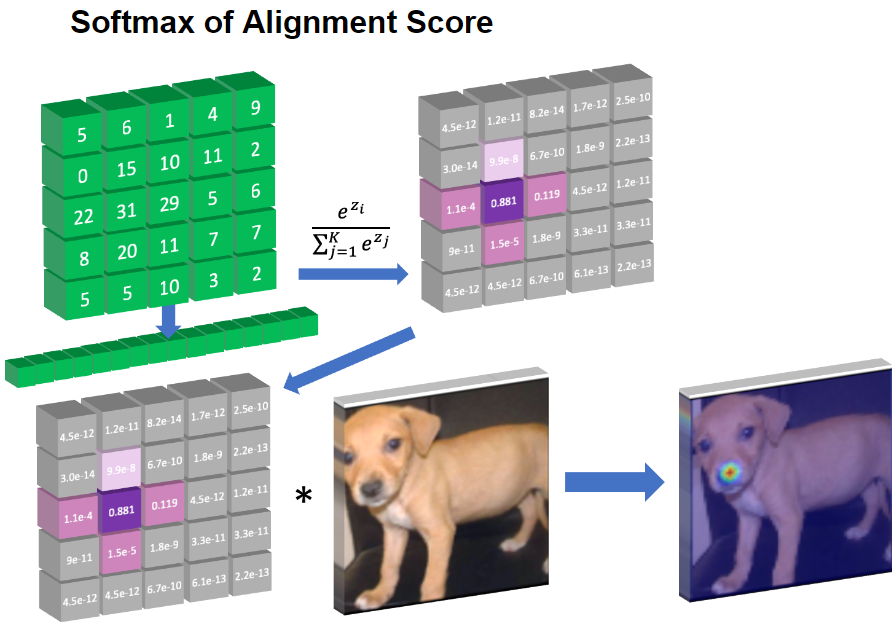 Softmax of Alignment Score
5 6 1 4 9
0 15 10 11 2
22 31 29 5 6
8 20 11 7 7
5 5 10 3 2
e^{z_i}
∑_{j=1}^{K} e^{z_j}
4.5e-12 1.2e-11 8.2e-14 1.7e-12 2.5e-10
3.0e-14 9.9e-8 6.7e-10 1.8e-9 2.2e-13
1.1e-4 0.881 0.119 4.5e-12 1.2e-11
9e-11 1.5e-5 1.8e-9 3.3e-11 3.3e-11
4.5e-12 4.5e-12 6.7e-10 6.1e-13 2.2e-13
4.5e-12 1.2e-11 8.2e-14 1.7e-12 2.5e-10
3.0e-14 9.9e-8 6.7e-10 1.8e-9 2.2e-13
1.1e-4 0.881 0.119 4.5e-12 1.2e-11
9e-11 1.5e-5 1.8e-9 3.3e-11 3.3e-11
4.5e-12 4.5e-12 6.7e-10 6.1e-13 2.2e-13
*